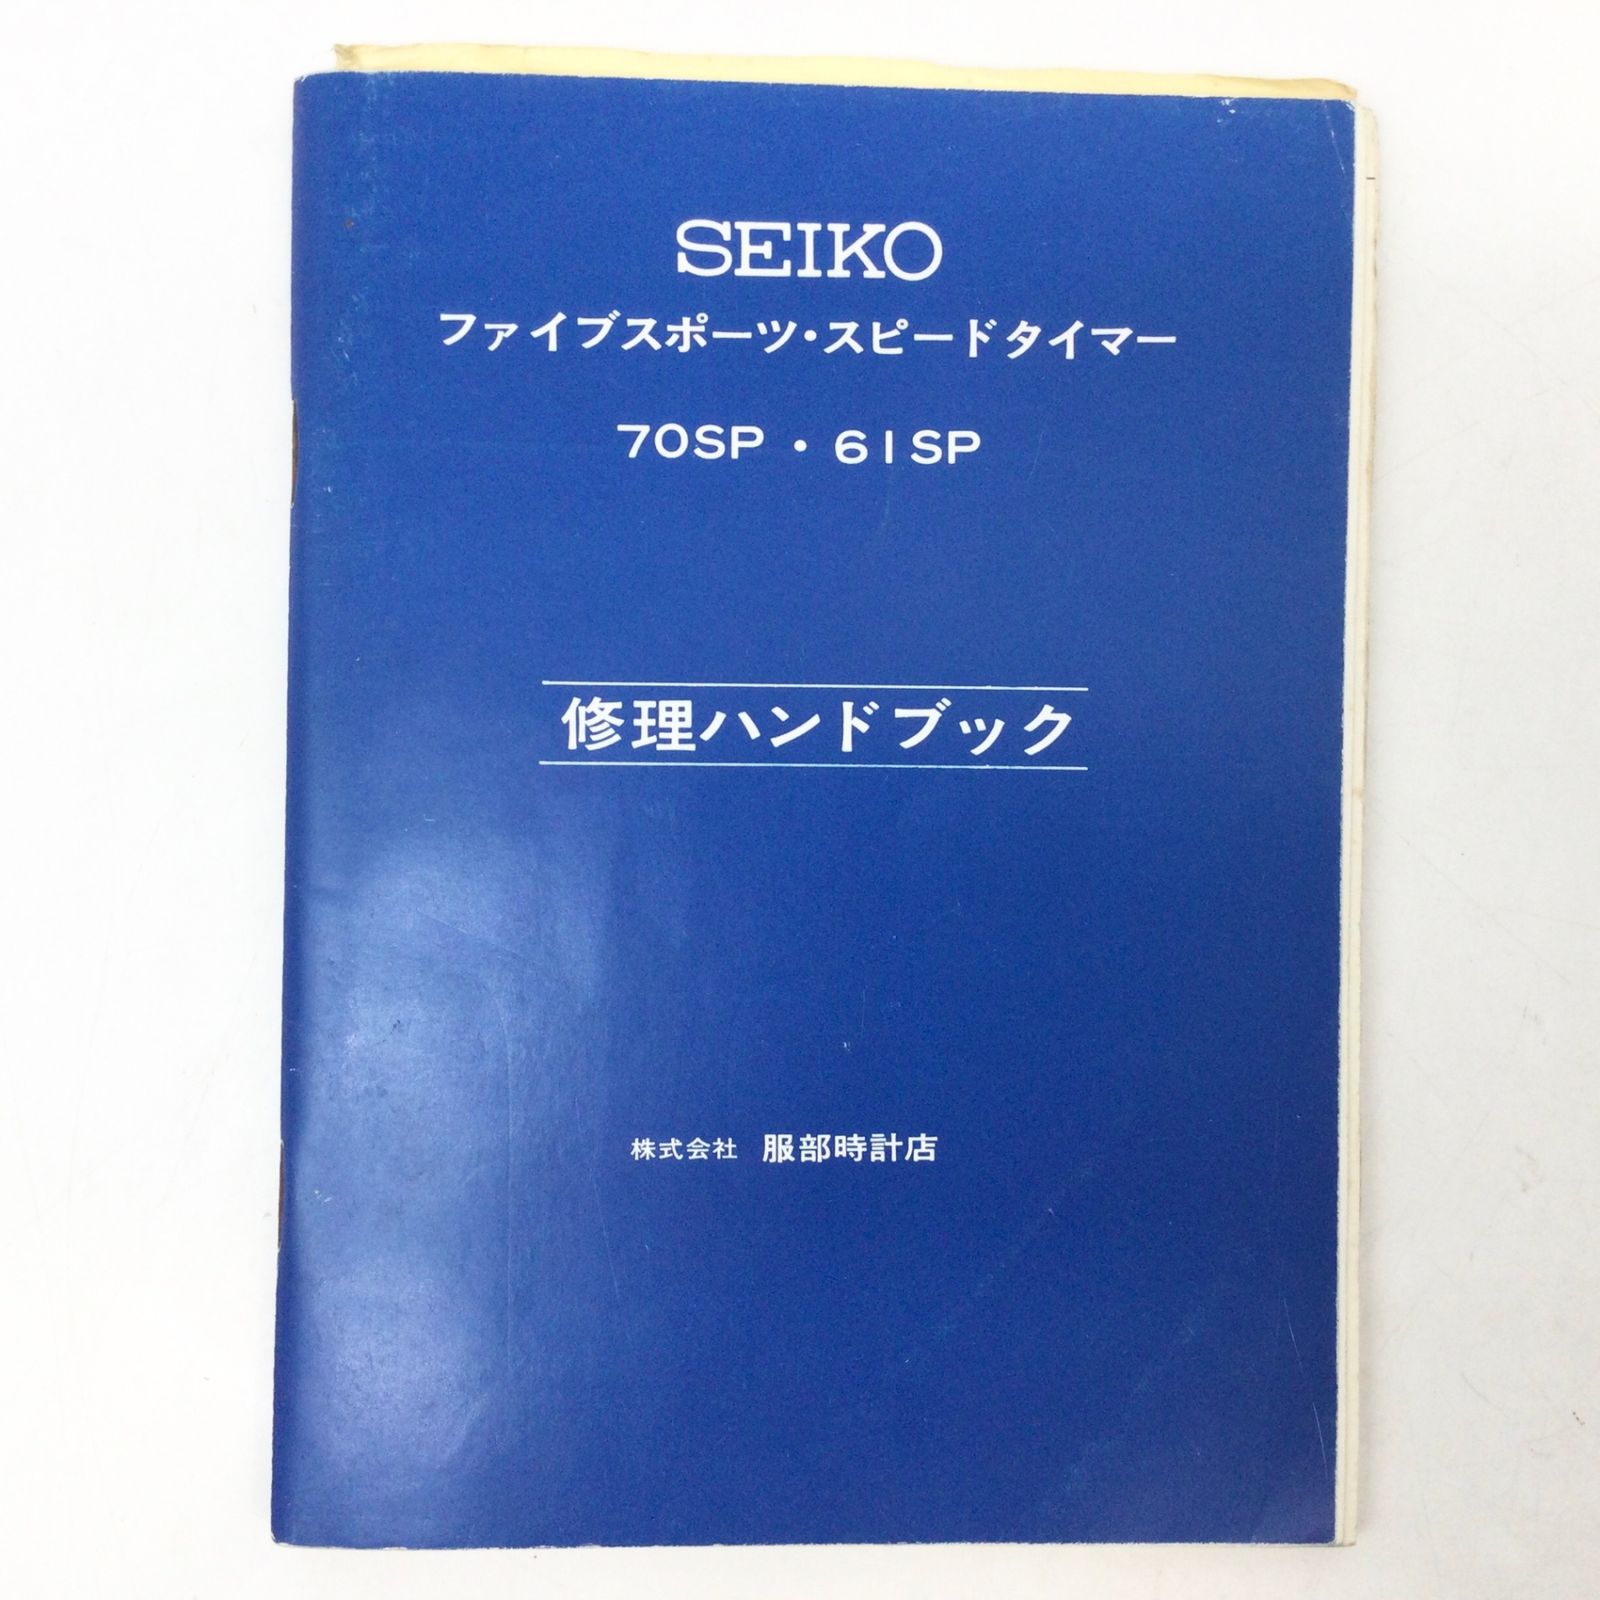 SEIKO
ファイブスポーツ・スピードタイマー
70SP・61SP
修理ハンドブック
株式会社 服部時計店